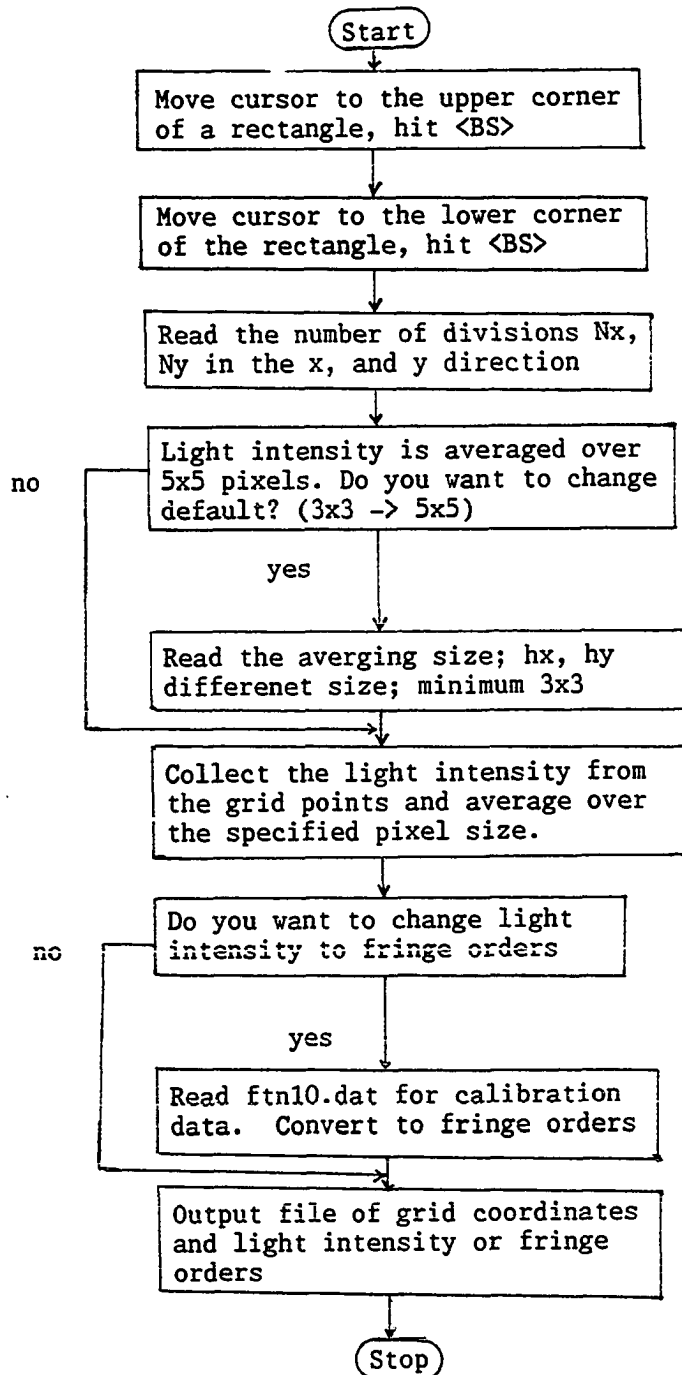 Start
Move cursor to the upper corner
of a rectangle, hit <BS>
Move cursor to the lower corner
of the rectangle, hit <BS>
Read the number of divisions Nx,
Ny in the x, and y direction
Light intensity is averaged over
5x5 pixels. Do you want to change
default? (3x3 -> 5x5)
no
yes
Read the averging size; hx, hy
differenet size; minimum 3x3
Collect the light intensity from
the grid points and average over
the specified pixel size.
Do you want to change light
intensity to fringe orders
no
yes
Read ftn10.dat for calibration
data. Convert to fringe orders
Output file of grid coordinates
and light intensity or fringe
orders
Stop